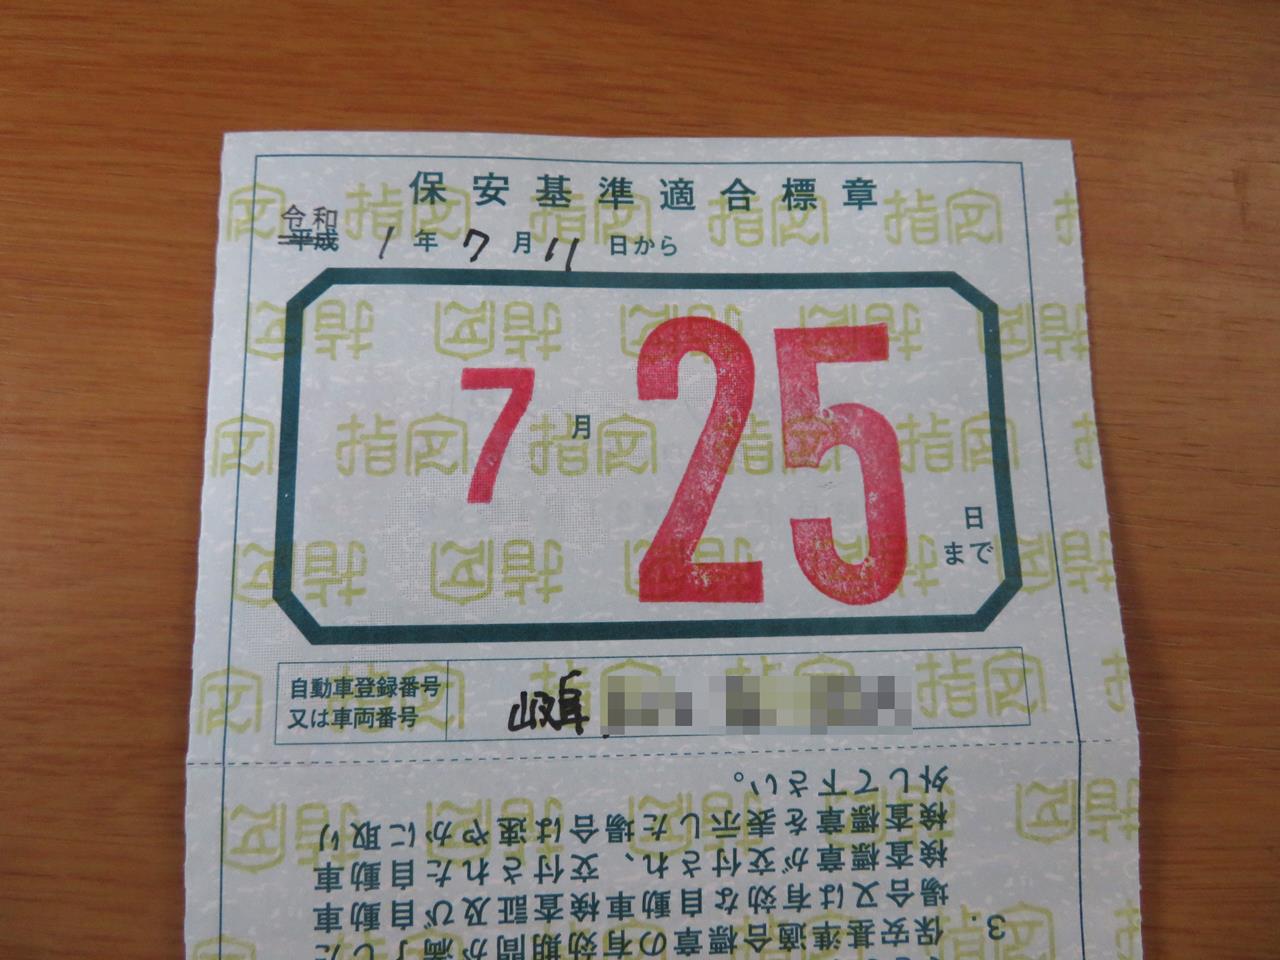 保安基準適合標章
令和
平成 1年7月11日から
7月25日まで
自動車登録番号
又は車両番号
岐阜
3．保安基準適合標章の有効期間が満了した
場合又は有効な自動車検査証及び自動車
検査標章が交付され、交付された自動車
検査標章を表示した場合は速やかに取り
外して下さい。